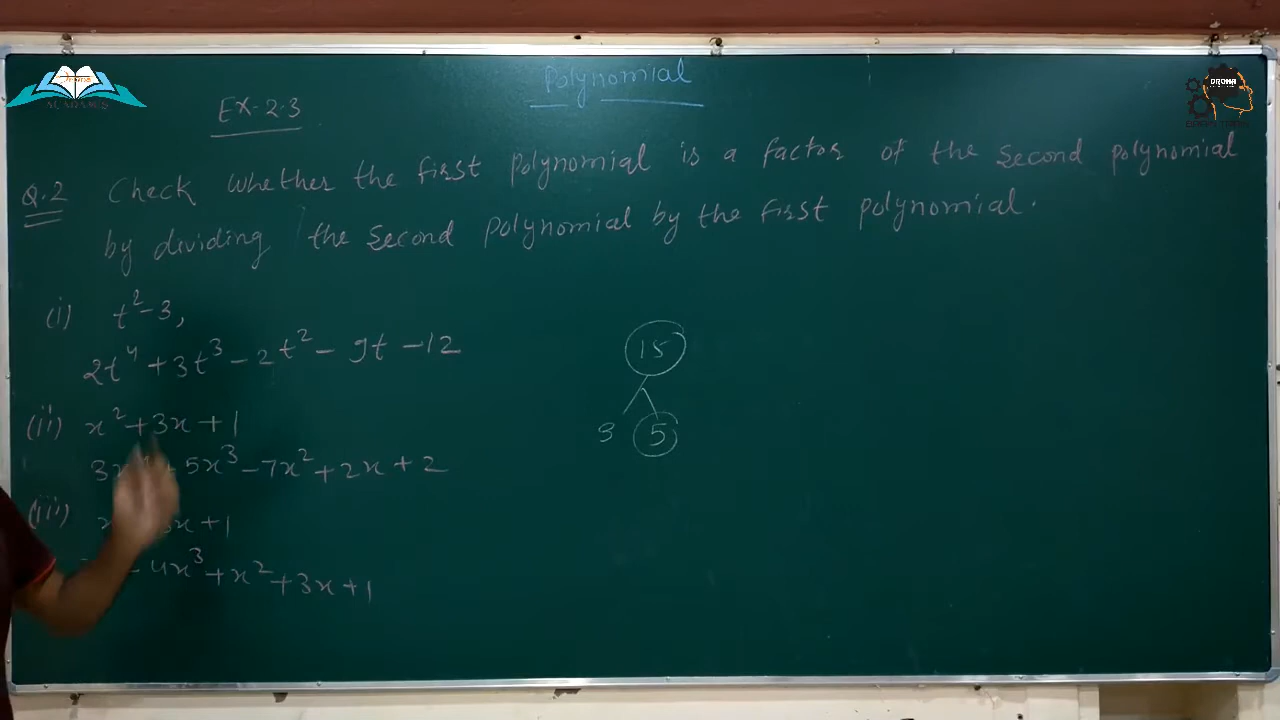 Polynomial
EX-2.3
Q.2 Check whether the first polynomial is a factor of the second polynomial
by dividing the second polynomial by the first polynomial.
(i) t²-3,
2t⁴+3t³-2t²-9t-12
(ii) x²+3x+1
5x³-7x²+2x+2
(iii) x+1
-4x³+x²+3x+1
15
3 5
DRONA